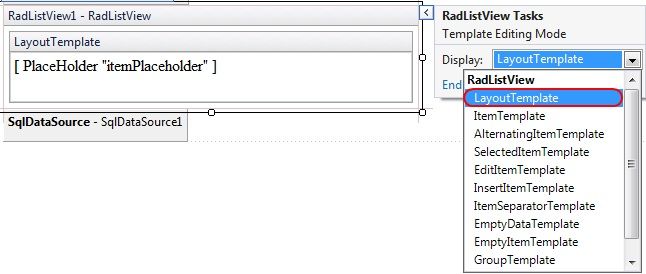 RadListView1 - RadListView
LayoutTemplate
[ PlaceHolder "itemPlaceholder" ]
SqlDataSource - SqlDataSource1
RadListView Tasks
Template Editing Mode
Display: LayoutTemplate
End
RadListView
LayoutTemplate
ItemTemplate
AlternatingItemTemplate
SelectedItemTemplate
EditItemTemplate
InsertItemTemplate
ItemSeparatorTemplate
EmptyDataTemplate
EmptyItemTemplate
GroupTemplate